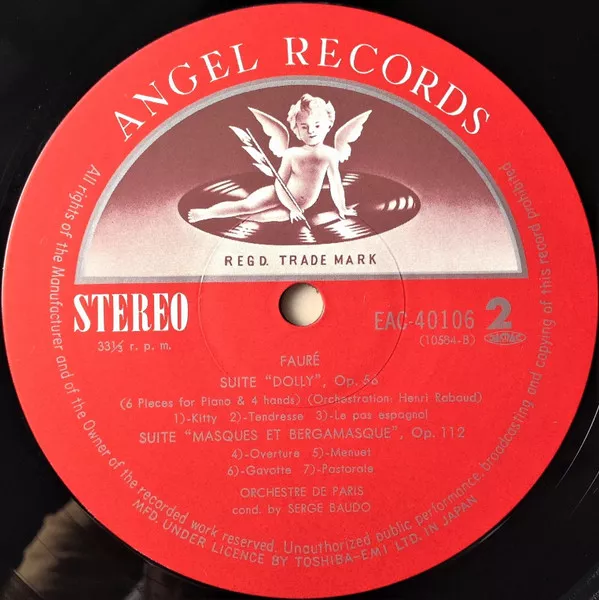 ANGEL RECORDS
REGD. TRADE MARK
STEREO
33⅓ r. p. m.
EAC-40106 2
(10584-B)
FAURÉ
SUITE "DOLLY", Op. 56
(6 Pieces for Piano & 4 hands) (Orchestration: Henri Rabaud)
1)-Kitty 2)-Tendresse 3)-Le pas espagnol
SUITE "MASQUES ET BERGAMASQUE", Op. 112
4)-Overture 5)-Menuet
6)-Gavotte 7)-Pastorale
ORCHESTRE DE PARIS
cond. by SERGE BAUDO
All rights of the Manufacturer and of the Owner of the recorded work reserved. Unauthorized public performance, broadcasting and copying of this record prohibited
MFD. UNDER LICENCE BY TOSHIBA-EMI LTD. IN JAPAN